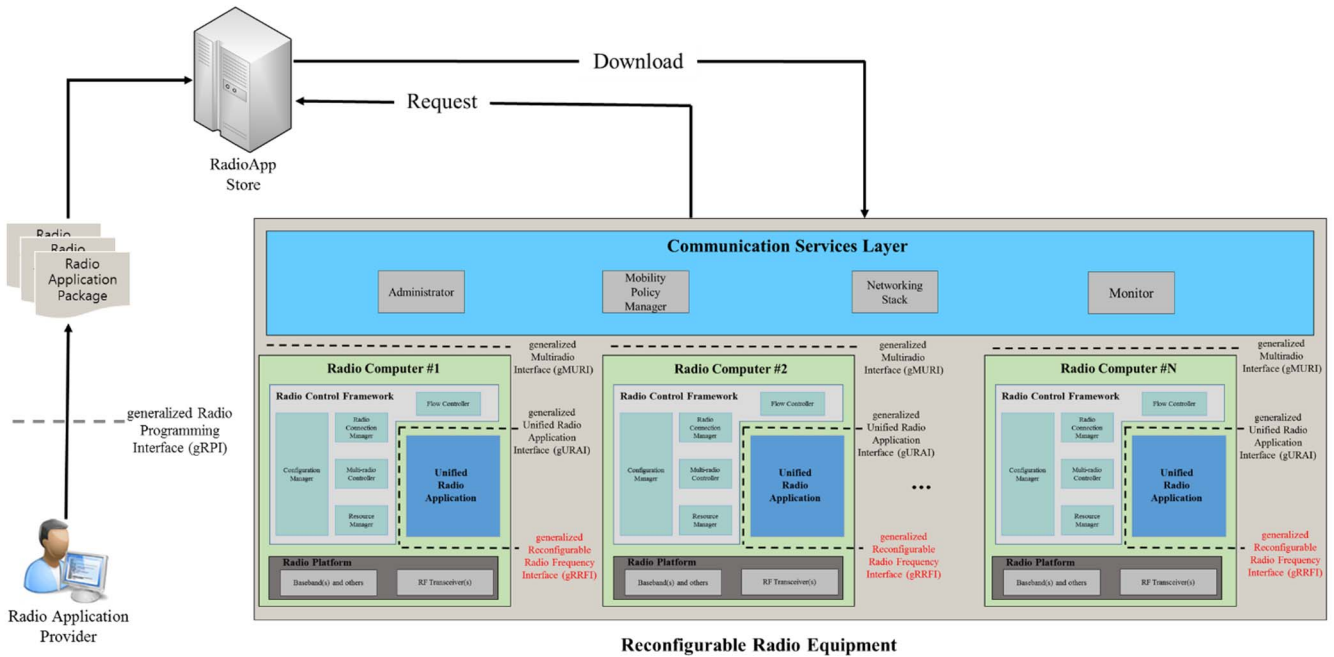 Download
Request
RadioApp
Store
Radio
Radio
Radio
Application
Package
generalized Radio
Programming
Interface (gRPI)
Radio Application
Provider
Communication Services Layer
Administrator
Mobility
Policy
Manager
Networking
Stack
Monitor
generalized
Multiradio
Interface (gMURI)
generalized
Multiradio
Interface (gMURI)
generalized
Multiradio
Interface (gMURI)
Radio Computer #1
Radio Control Framework
Flow Controller
Radio
Connection
Manager
Configuration
Manager
Multi-radio
Controller
Resource
Manager
Unified
Radio
Application
generalized
Unified Radio
Application
Interface (gURAI)
generalized
Reconfigurable
Radio Frequency
Interface (gRRFI)
Radio Platform
Baseband(s) and others
RF Transceiver(s)
Radio Computer #2
Radio Control Framework
Flow Controller
Radio
Connection
Manager
Configuration
Manager
Multi-radio
Controller
Resource
Manager
Unified
Radio
Application
generalized
Unified Radio
Application
Interface (gURAI)
...
generalized
Reconfigurable
Radio Frequency
Interface (gRRFI)
Radio Platform
Baseband(s) and others
RF Transceiver(s)
Radio Computer #N
Radio Control Framework
Flow Controller
Radio
Connection
Manager
Configuration
Manager
Multi-radio
Controller
Resource
Manager
Unified
Radio
Application
generalized
Unified Radio
Application
Interface (gURAI)
generalized
Reconfigurable
Radio Frequency
Interface (gRRFI)
Radio Platform
Baseband(s) and others
RF Transceiver(s)
Reconfigurable Radio Equipment